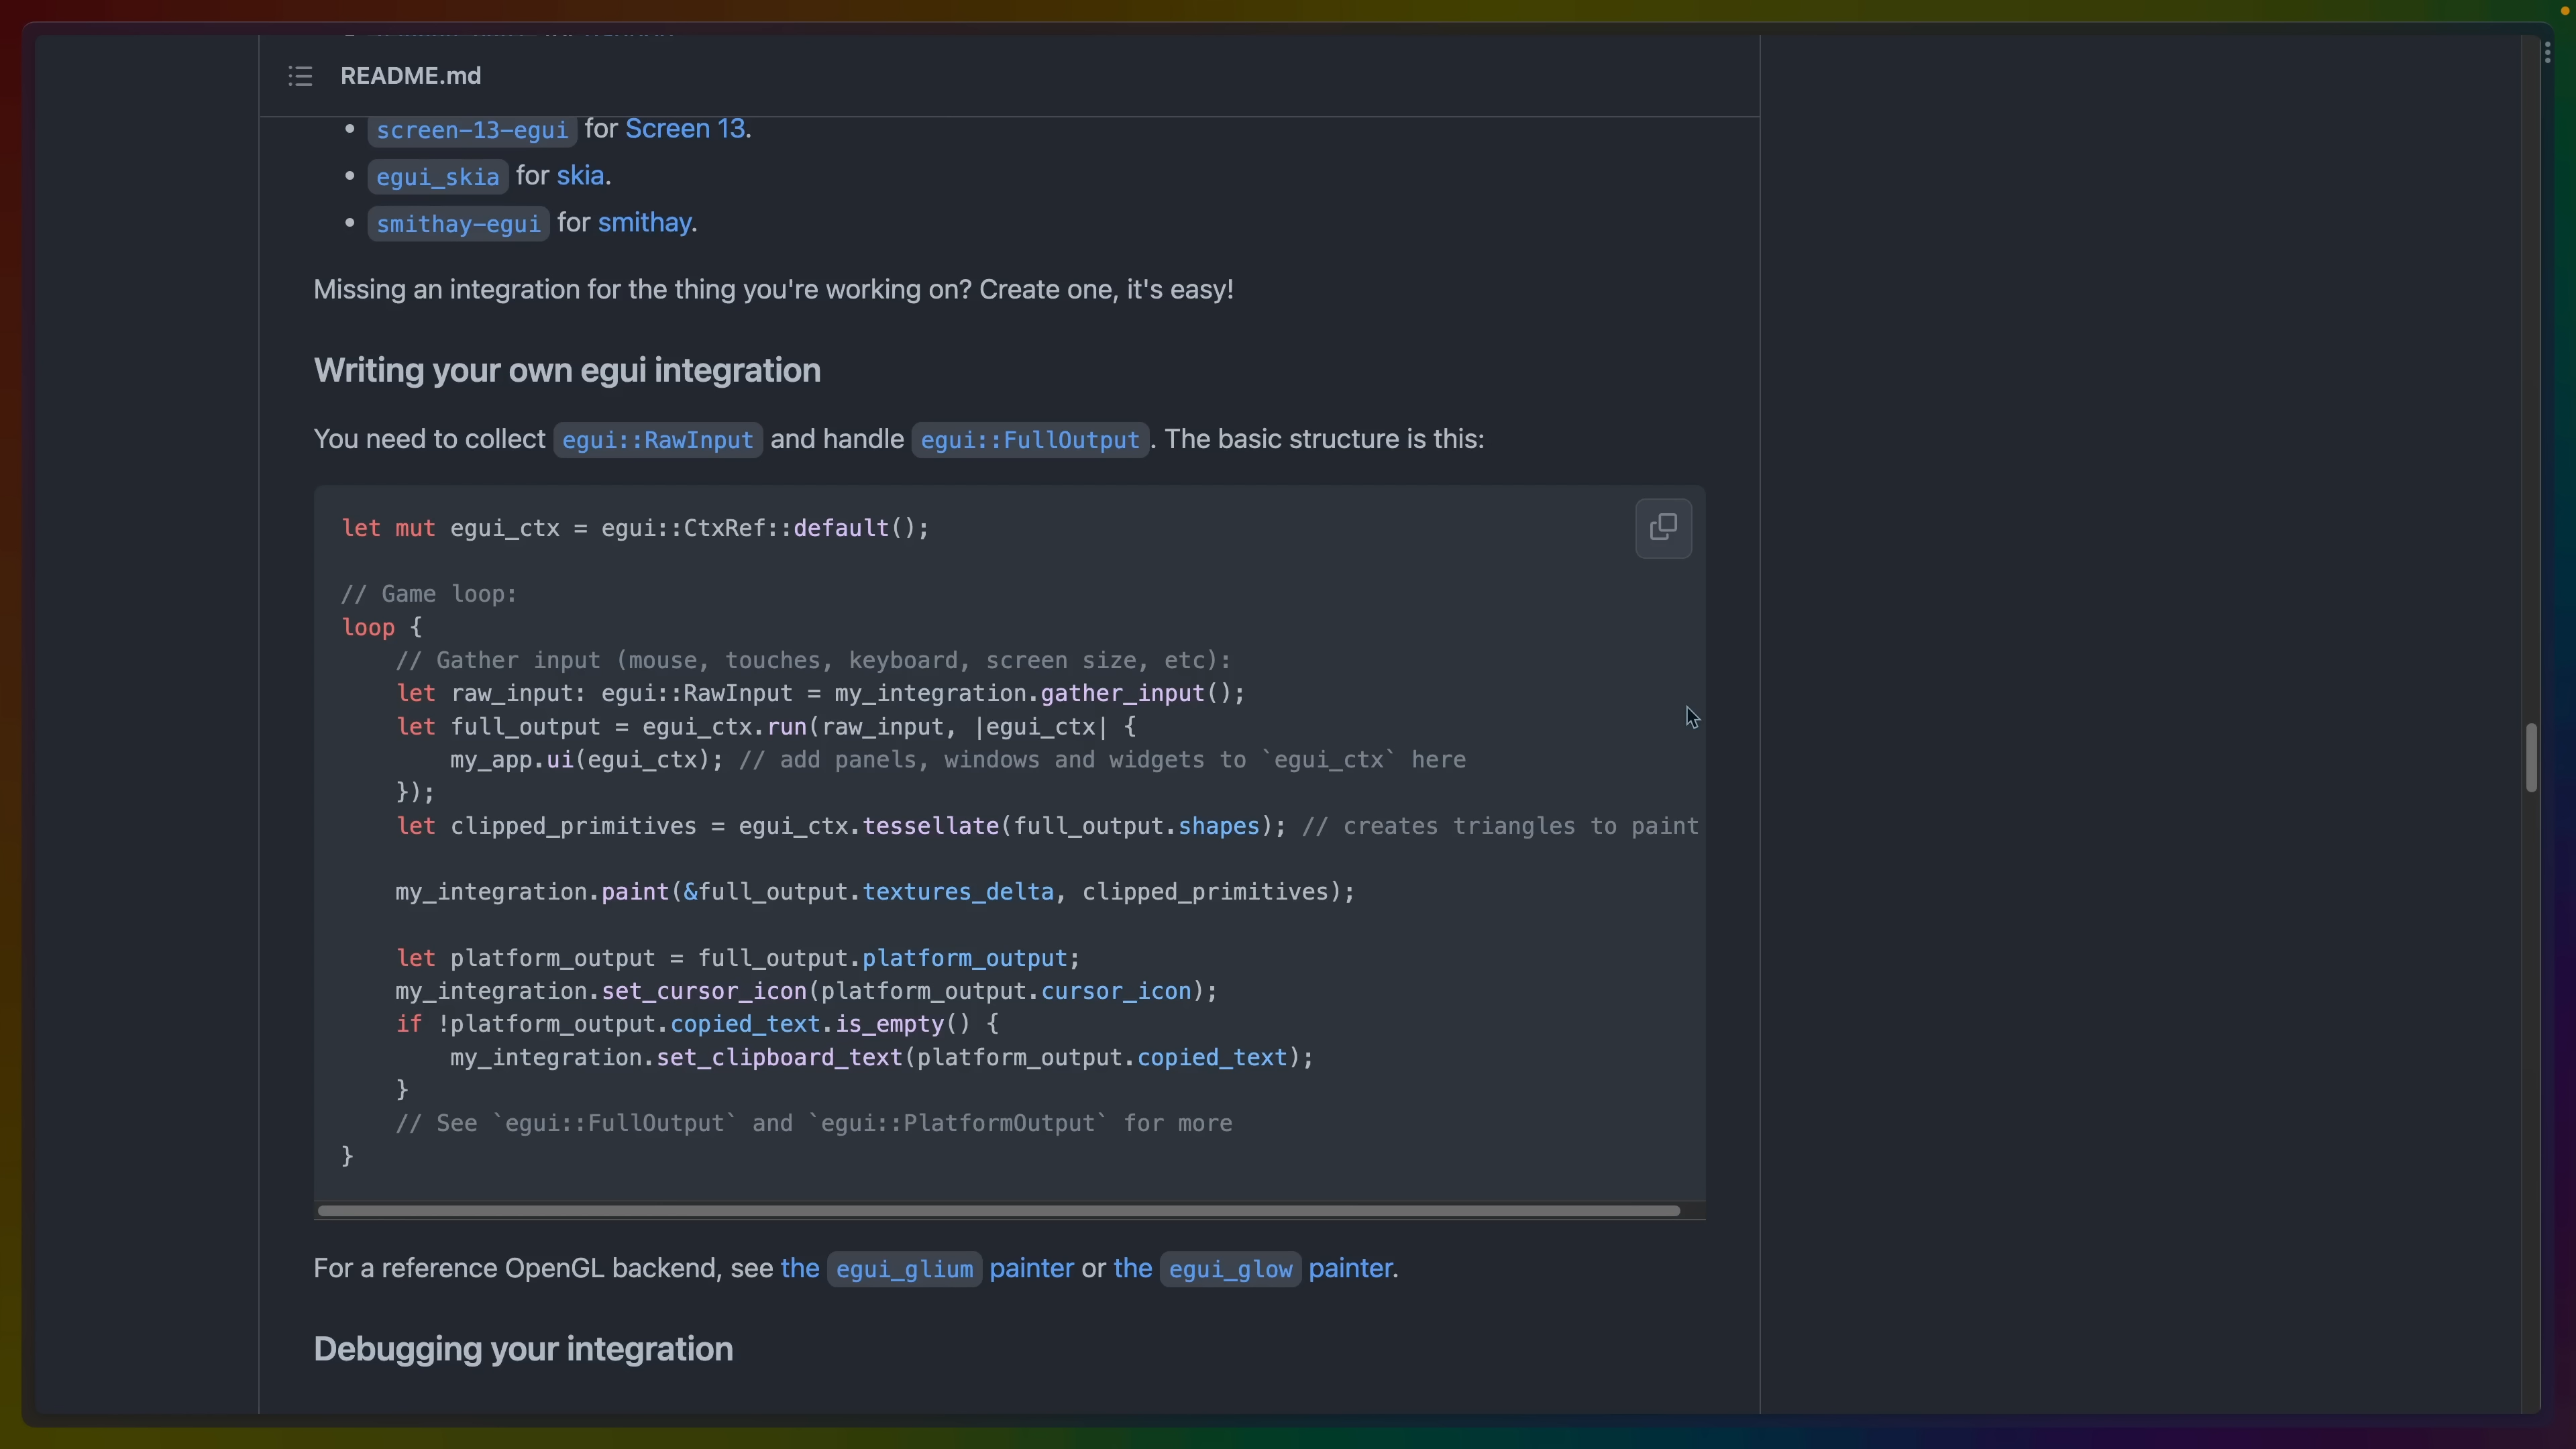 README.md
screen-13-egui for Screen 13.
egui_skia for skia.
smithay-egui for smithay.
Missing an integration for the thing you're working on? Create one, it's easy!
Writing your own egui integration
You need to collect egui::RawInput and handle egui::FullOutput. The basic structure is this:
let mut egui_ctx = egui::CtxRef::default();
// Game loop:
loop {
    // Gather input (mouse, touches, keyboard, screen size, etc):
    let raw_input: egui::RawInput = my_integration.gather_input();
    let full_output = egui_ctx.run(raw_input, |egui_ctx| {
        my_app.ui(egui_ctx); // add panels, windows and widgets to `egui_ctx` here
    });
    let clipped_primitives = egui_ctx.tessellate(full_output.shapes); // creates triangles to paint
    my_integration.paint(&full_output.textures_delta, clipped_primitives);
    let platform_output = full_output.platform_output;
    my_integration.set_cursor_icon(platform_output.cursor_icon);
    if !platform_output.copied_text.is_empty() {
        my_integration.set_clipboard_text(platform_output.copied_text);
    }
    // See `egui::FullOutput` and `egui::PlatformOutput` for more
}
For a reference OpenGL backend, see the egui_glium painter or the egui_glow painter.
Debugging your integration